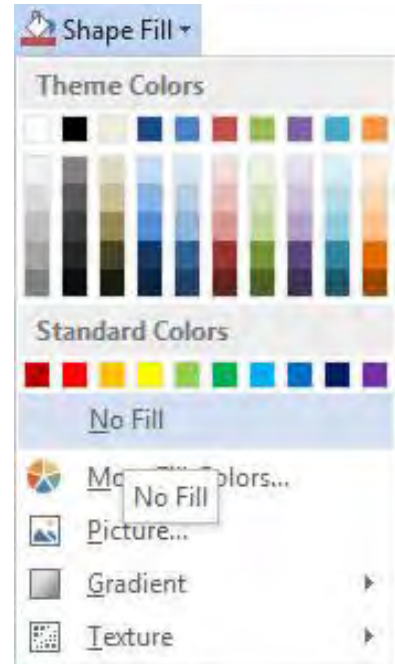 Shape Fill
Theme Colors
Standard Colors
No Fill
No Fill
Picture...
Gradient
Texture